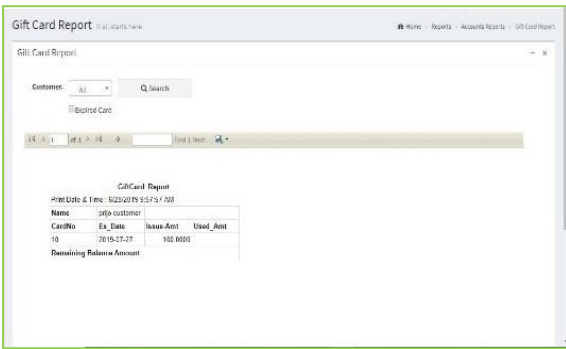 Gift Card Report it all starts here
Home - Reports - Accounts Reports - Gift Card Report
Gift Card Report
Customer: All Search
Expired Card
1 of 1 Find | Next
GiftCard Report
Print Date & Time : 6/28/2019 9:57:57 AM
Name prijo customer
CardNo Ex_Date Issue-Amt Used_Amt
10 2019-07-27 100.0000
Remaining Balance Amount